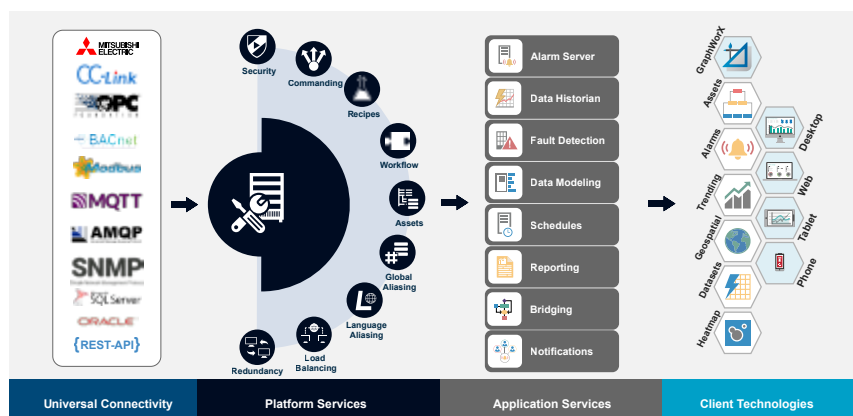 MITSUBISHI
ELECTRIC
CC-Link
OPC
FOUNDATION
BACnet
Modbus
MQTT
AMQP
SNMP
SQL Server
ORACLE
{REST-API}
Security
Commanding
Recipes
Workflow
Assets
Global
Aliasing
Language
Aliasing
Load
Balancing
Redundancy
Alarm Server
Data Historian
Fault Detection
Data Modeling
Schedules
Reporting
Bridging
Notifications
GraphWorX
Assets
Alarms
Trending
Geospatial
Datasets
Heatmap
Desktop
Web
Tablet
Phone
Universal Connectivity
Platform Services
Application Services
Client Technologies